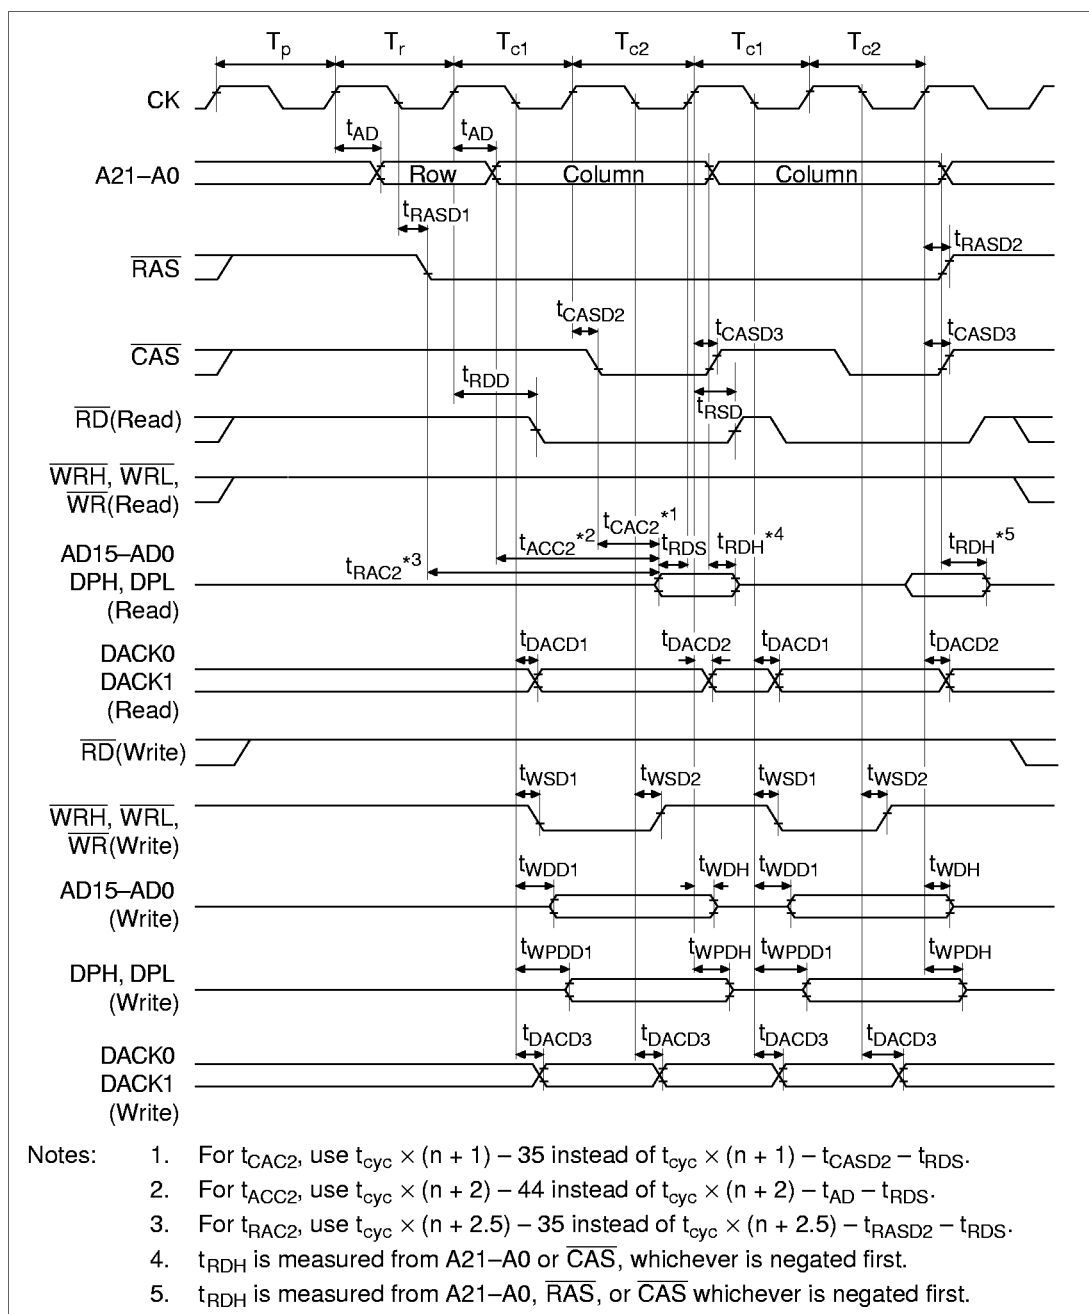 Tp Tr Tc1 Tc2 Tc1 Tc2
CK
tAD tAD
A21–A0 Row Column Column
tRASD1 tRASD2
RAS
tCASD2 tCASD3 tCASD3
CAS
tRDD tRSD
RD(Read)
WRH, WRL,
WR(Read)
tCAC2*1
AD15–AD0 tACC2*2 tRDS tRDH*4 tRDH*5
DPH, DPL tRAC2*3
(Read)
DACK0 tDACD1 tDACD2 tDACD1 tDACD2
DACK1
(Read)
RD(Write)
tWSD1 tWSD2 tWSD1 tWSD2
WRH, WRL,
WR(Write)
AD15–AD0 tWDD1 tWDH tWDD1 tWDH
(Write)
DPH, DPL tWPDD1 tWPDH tWPDD1 tWPDH
(Write)
tDACD3 tDACD3 tDACD3 tDACD3
DACK0
DACK1
(Write)
Notes: 1. For tCAC2, use tcyc × (n + 1) – 35 instead of tcyc × (n + 1) – tCASD2 – tRDS.
2. For tACC2, use tcyc × (n + 2) – 44 instead of tcyc × (n + 2) – tAD – tRDS.
3. For tRAC2, use tcyc × (n + 2.5) – 35 instead of tcyc × (n + 2.5) – tRASD2 – tRDS.
4. tRDH is measured from A21–A0 or CAS, whichever is negated first.
5. tRDH is measured from A21–A0, RAS, or CAS whichever is negated first.